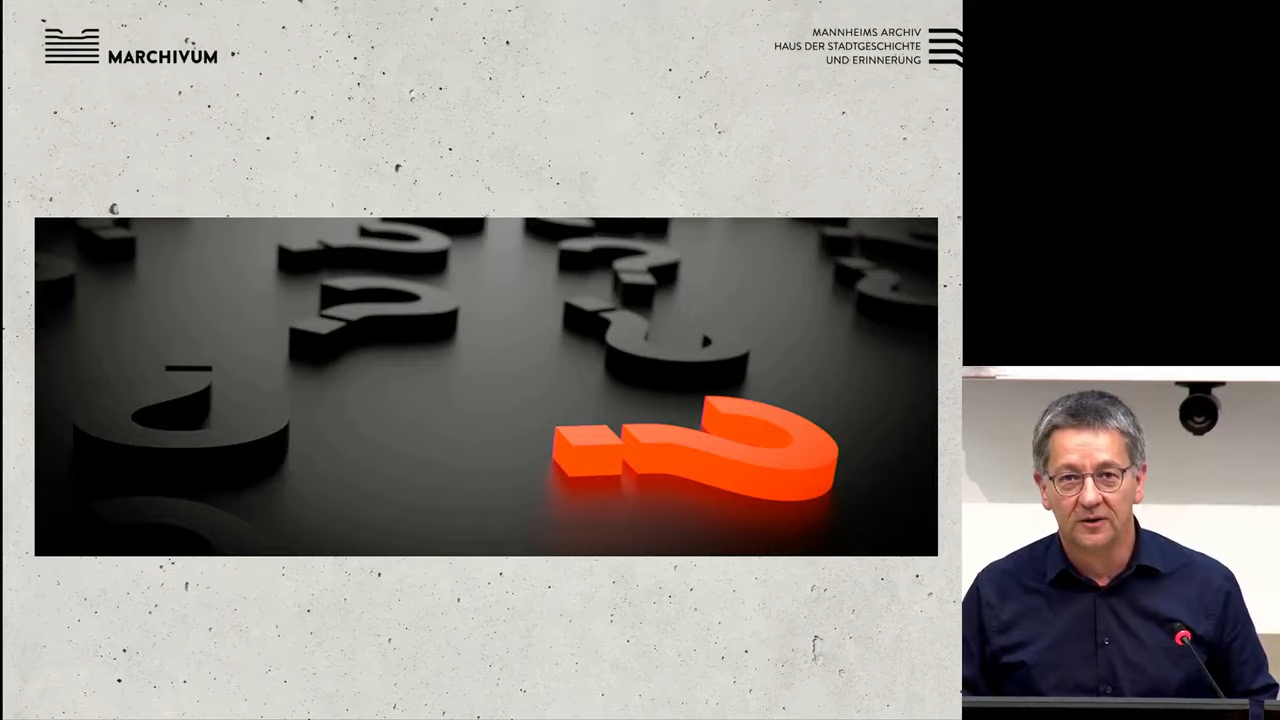 MARCHIVUM
MANNHEIMS ARCHIV
HAUS DER STADTGESCHICHTE
UND ERINNERUNG